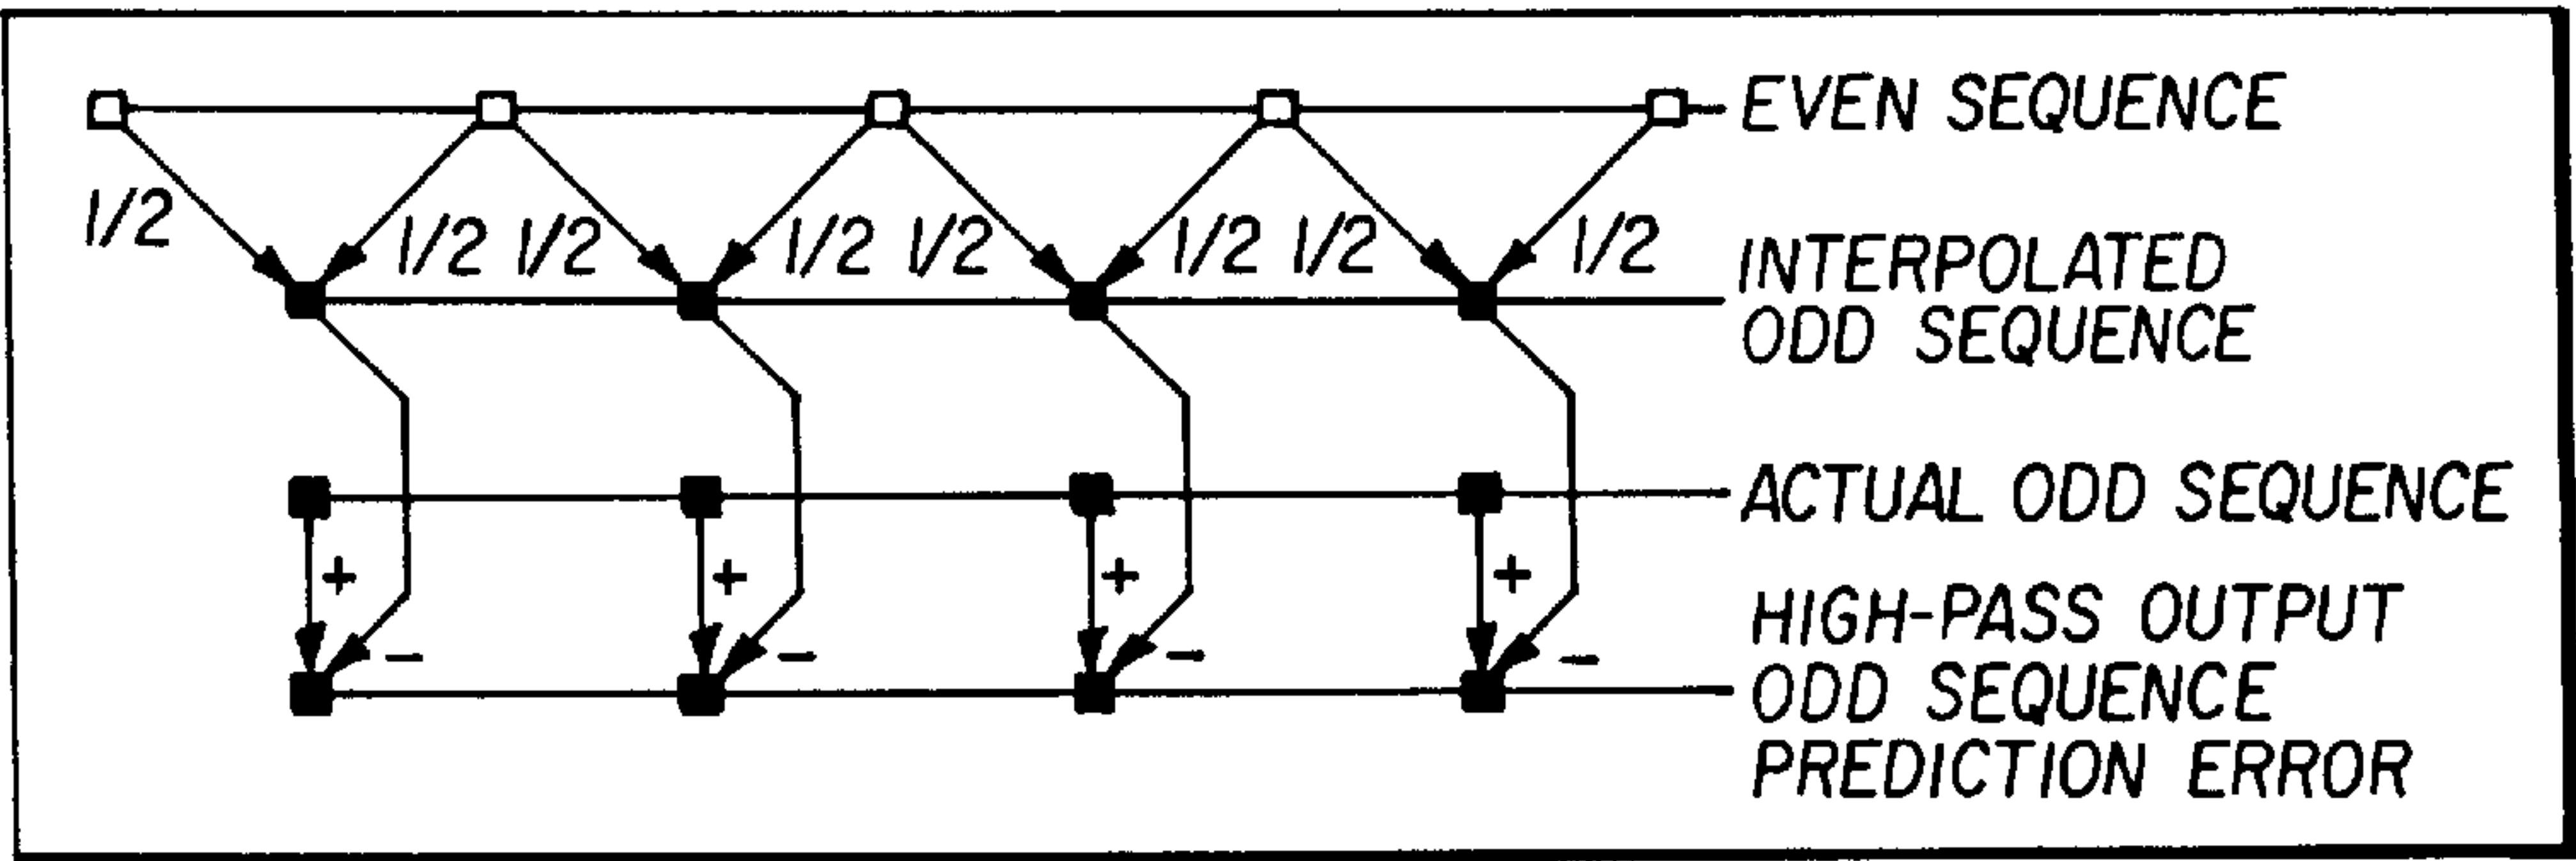 EVEN SEQUENCE
1/2
1/2 1/2 1/2 1/2 1/2 1/2 1/2
INTERPOLATED
ODD SEQUENCE
ACTUAL ODD SEQUENCE
+ + + +
HIGH-PASS OUTPUT
- - - -
ODD SEQUENCE
PREDICTION ERROR